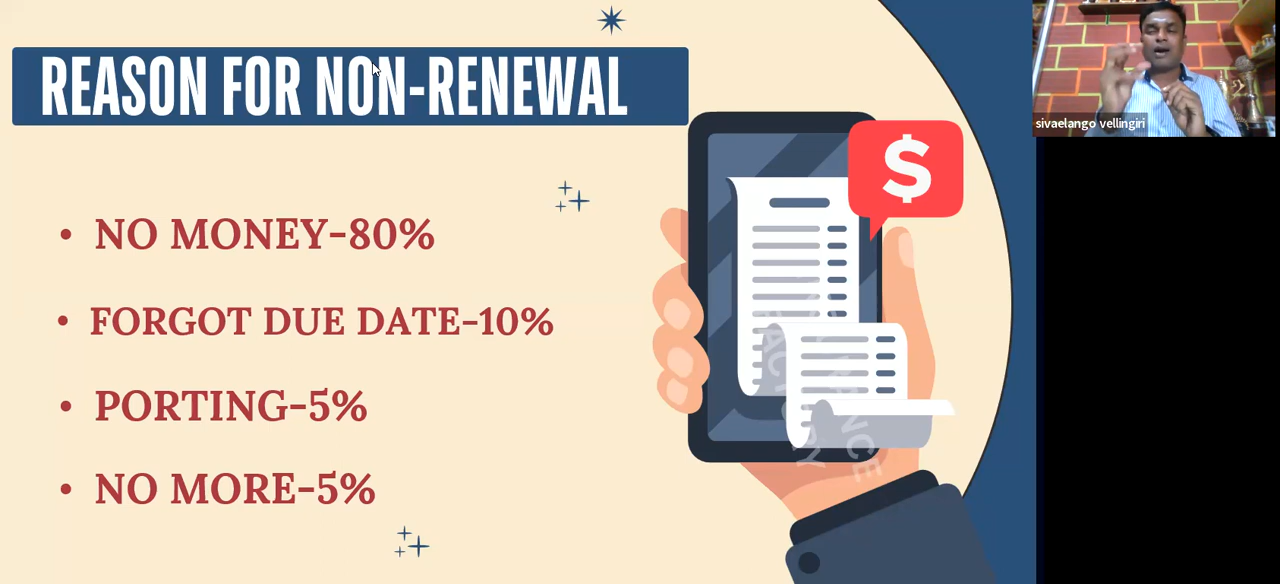 REASON FOR NON-RENEWAL
sivaelango vellingiri
$
• NO MONEY-80%
• FORGOT DUE DATE-10%
• PORTING-5%
• NO MORE-5%